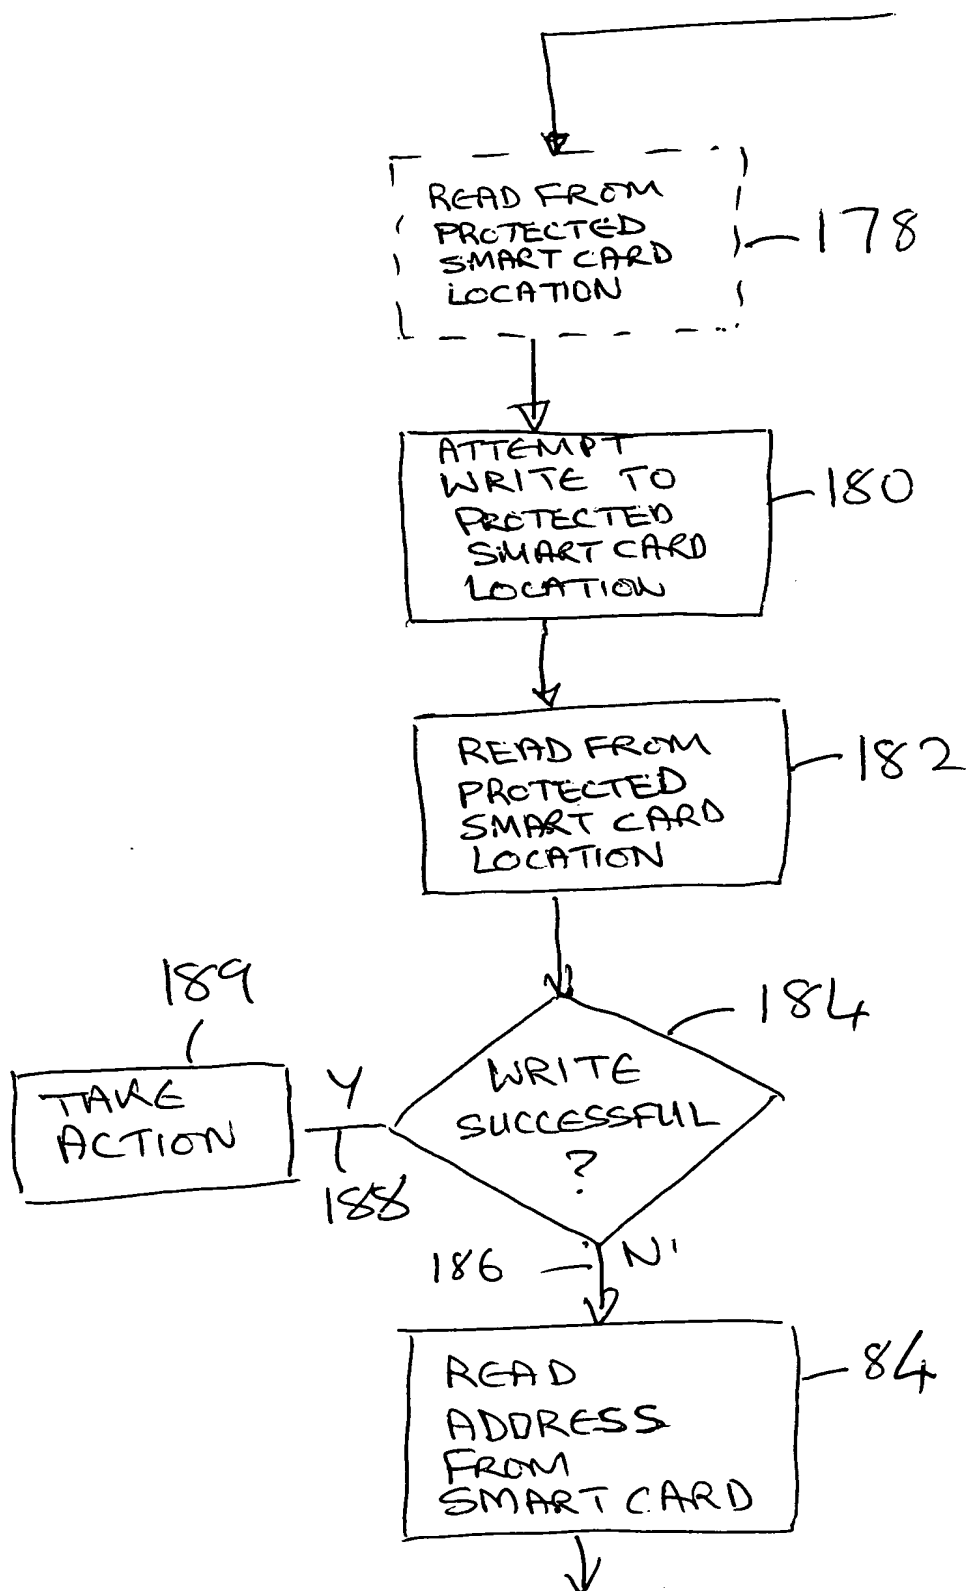 READ FROM
PROTECTED
SMART CARD
LOCATION
178
ATTEMPT
WRITE TO
PROTECTED
SMART CARD
LOCATION
180
READ FROM
PROTECTED
SMART CARD
LOCATION
182
184
WRITE
SUCCESSFUL
?
189
TAKE
ACTION
Y
188
186
N
READ
ADDRESS
FROM
SMART CARD
84